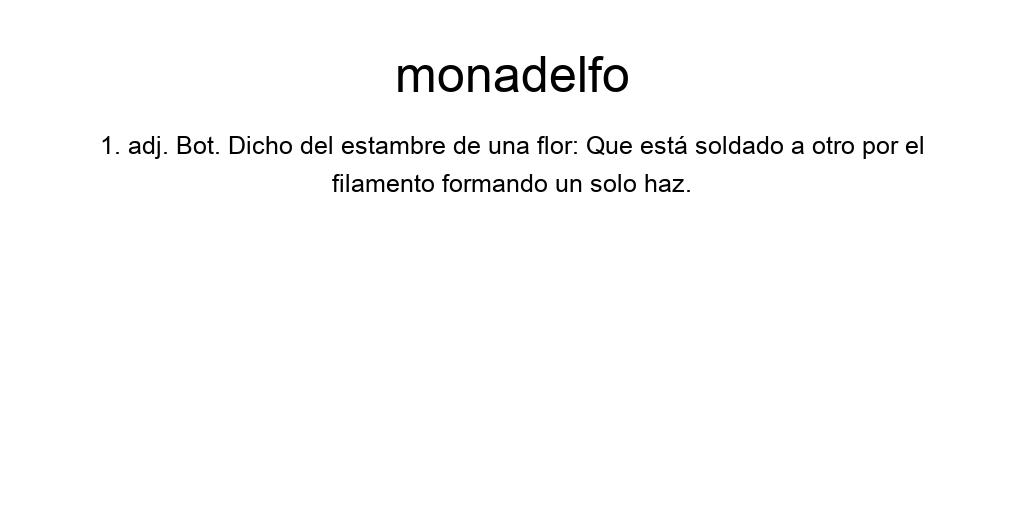 monadelfo
1. adj. Bot. Dicho del estambre de una flor: Que está soldado a otro por el
filamento formando un solo haz.